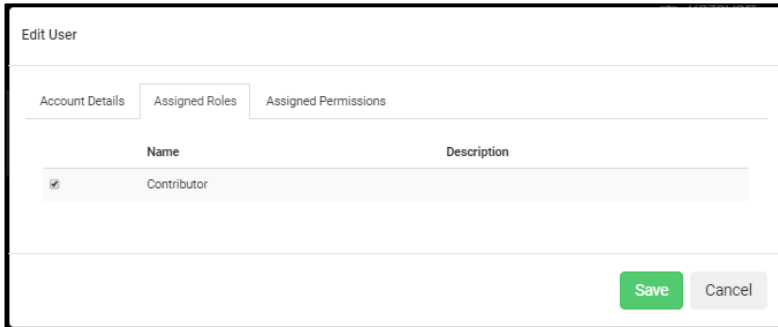 Edit User
Account Details Assigned Roles Assigned Permissions
Name Description
Contributor
Save Cancel